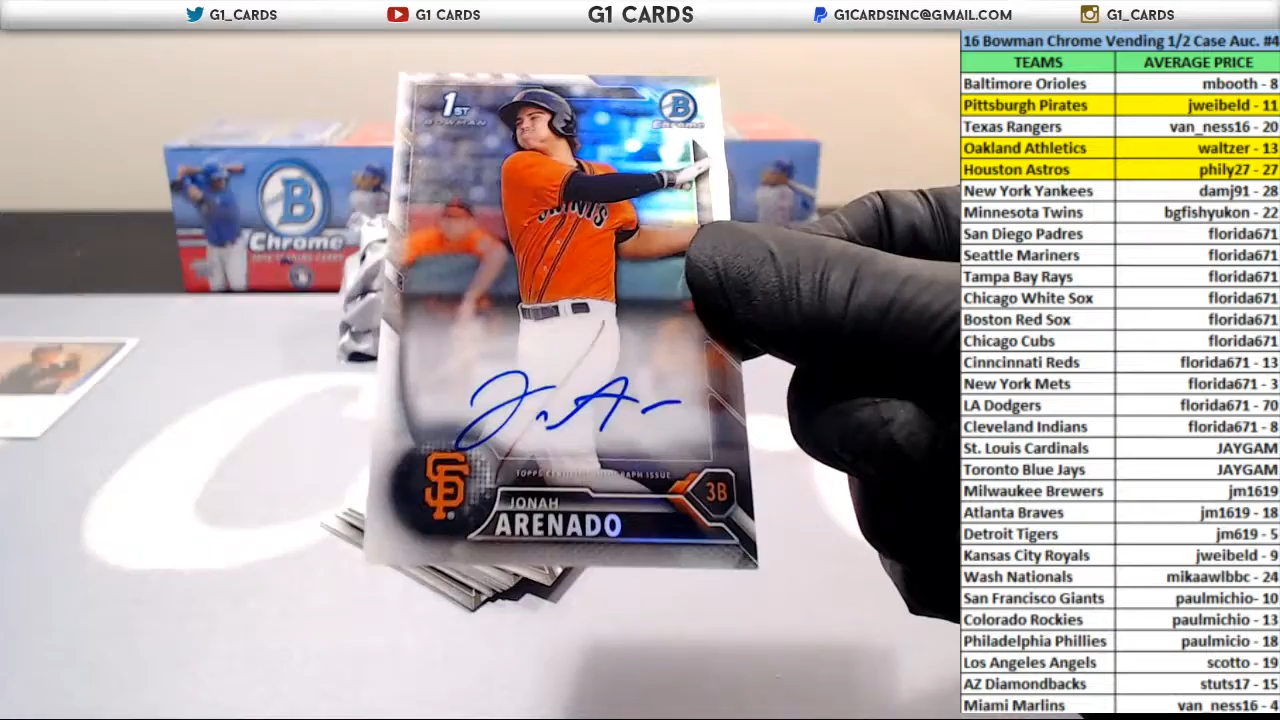 G1_CARDS G1 CARDS G1 CARDS G1CARDSINC@GMAIL.COM G1_CARDS
16 Bowman Chrome Vending 1/2 Case Auc. #4
TEAMS AVERAGE PRICE
Baltimore Orioles mbooth - 8
Pittsburgh Pirates jweibeld - 11
Texas Rangers van_ness16 - 20
Oakland Athletics waltzer - 13
Houston Astros phily27 - 27
New York Yankees damj91 - 28
Minnesota Twins bgfishyukon - 22
San Diego Padres florida671
Seattle Mariners florida671
Tampa Bay Rays florida671
Chicago White Sox florida671
Boston Red Sox florida671
Chicago Cubs florida671
Cinncinnati Reds florida671 - 13
New York Mets florida671 - 3
LA Dodgers florida671 - 70
Cleveland Indians florida671 - 8
St. Louis Cardinals JAYGAM
Toronto Blue Jays JAYGAM
Milwaukee Brewers jm1619
Atlanta Braves jm1619 - 18
Detroit Tigers jm619 - 5
Kansas City Royals jweibeld - 9
Wash Nationals mikaawlbbc - 24
San Francisco Giants paulmichio- 10
Colorado Rockies paulmichio - 13
Philadelphia Phillies paulmicio - 18
Los Angeles Angels scotto - 19
AZ Diamondbacks stuts17 - 15
Miami Marlins van_ness16 - 4
1ST
BOWMAN
B
Chrome
GIANTS
TOPPS CERTIFIED AUTOGRAPH ISSUE
SF
3B
JONAH
ARENADO
B
Chrome